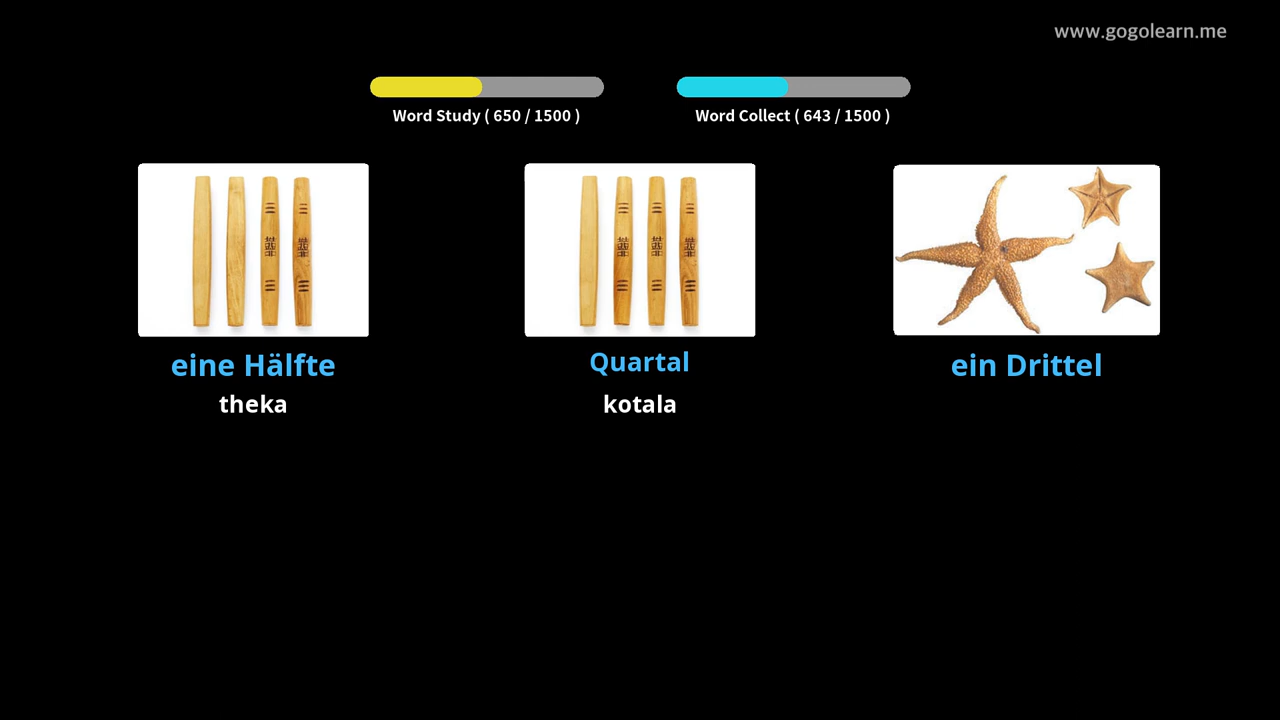 www.gogolearn.me
Word Study ( 650 / 1500 )
Word Collect ( 643 / 1500 )
eine Hälfte
Quartal
ein Drittel
theka
kotala